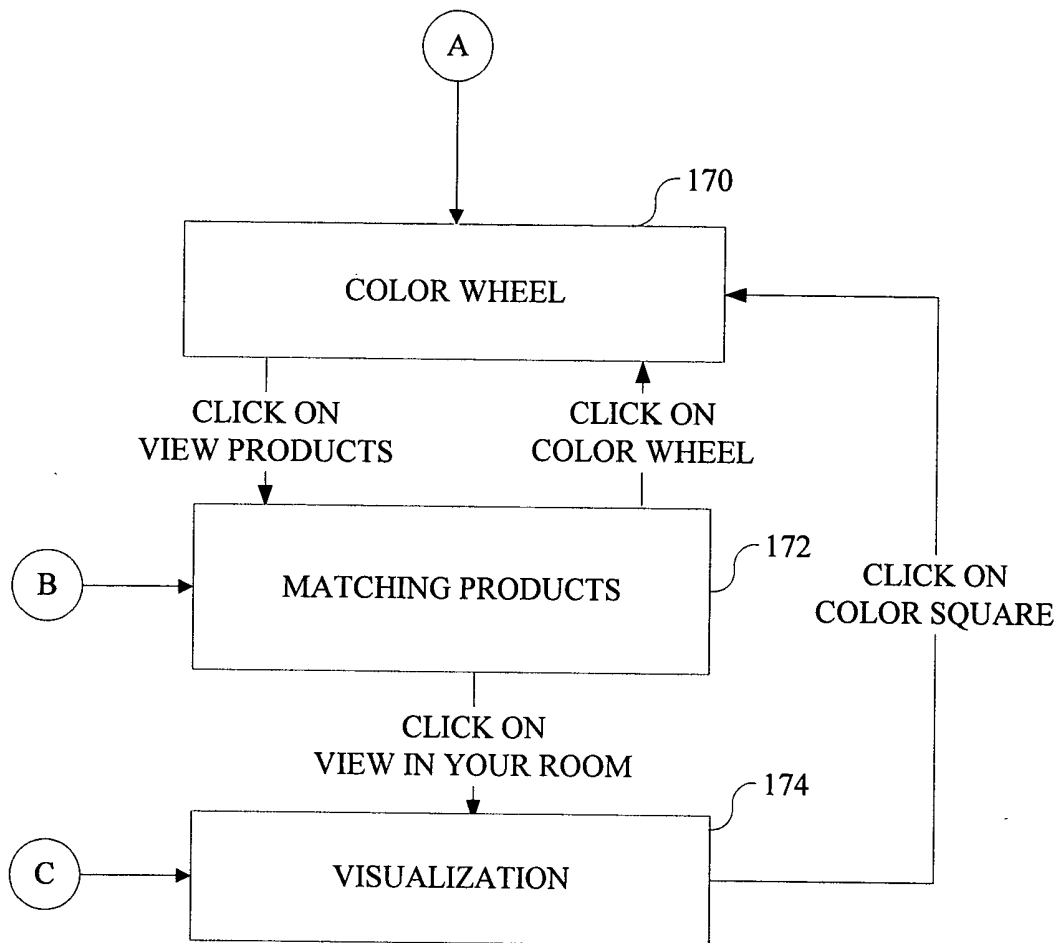 A
170
COLOR WHEEL
CLICK ON
VIEW PRODUCTS
CLICK ON
COLOR WHEEL
172
B
MATCHING PRODUCTS
CLICK ON
COLOR SQUARE
CLICK ON
VIEW IN YOUR ROOM
174
C
VISUALIZATION